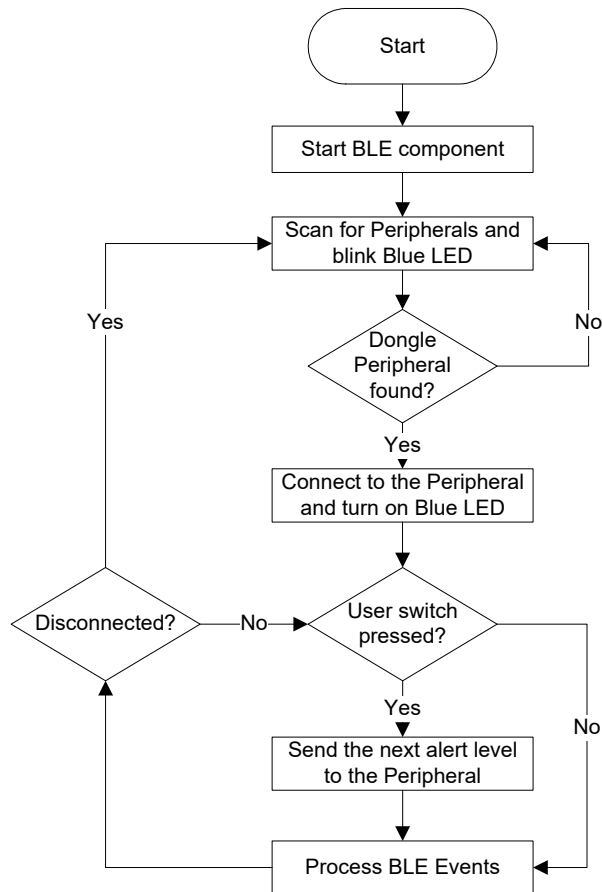 Start
Start BLE component
Scan for Peripherals and
blink Blue LED
Yes
No
Dongle
Peripheral
found?
Yes
Connect to the Peripheral
and turn on Blue LED
Disconnected?
No
User switch
pressed?
Yes
No
Send the next alert level
to the Peripheral
Process BLE Events